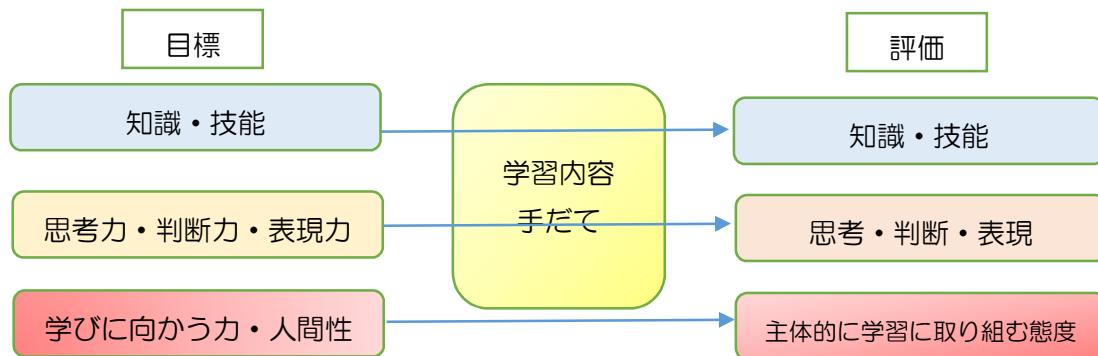 目標
評価
知識・技能
知識・技能
学習内容
手だて
思考力・判断力・表現力
思考・判断・表現
学びに向かう力・人間性
主体的に学習に取り組む態度